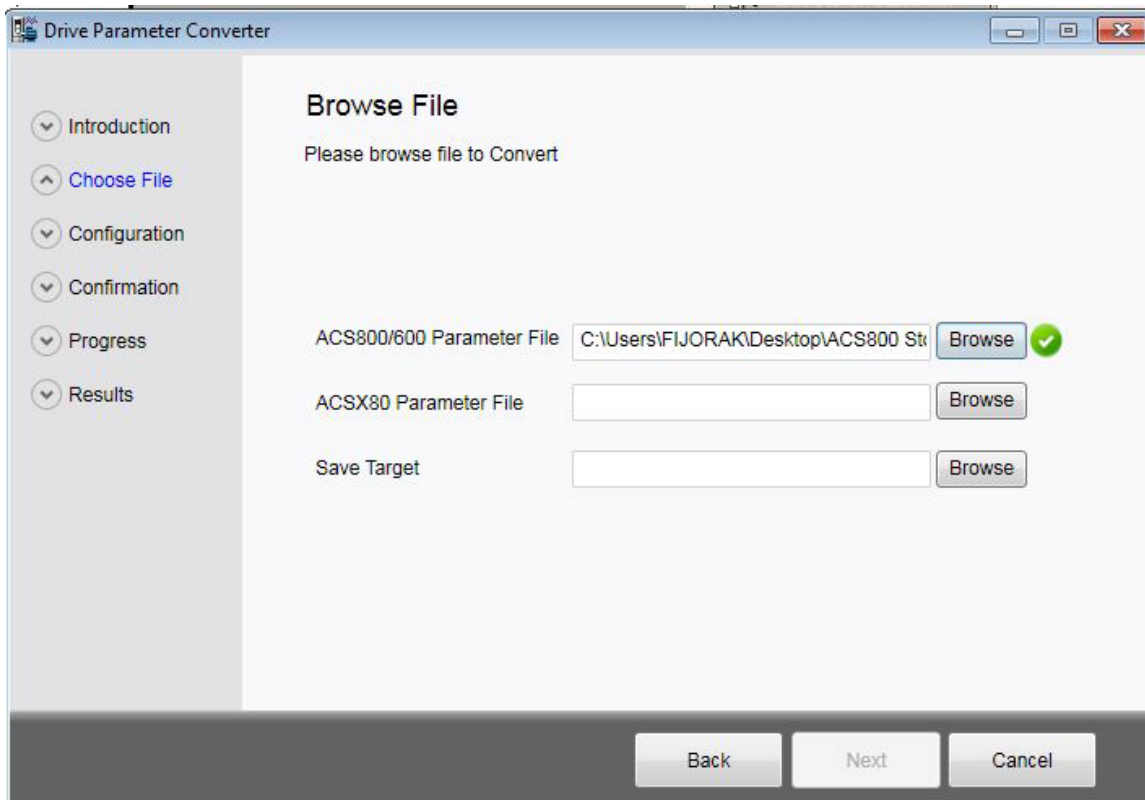 Drive Parameter Converter
Introduction
Choose File
Configuration
Confirmation
Progress
Results
Browse File
Please browse file to Convert
ACS800/600 Parameter File C:\Users\FIJORAK\Desktop\ACS800 Sto Browse
ACSX80 Parameter File Browse
Save Target Browse
Back Next Cancel